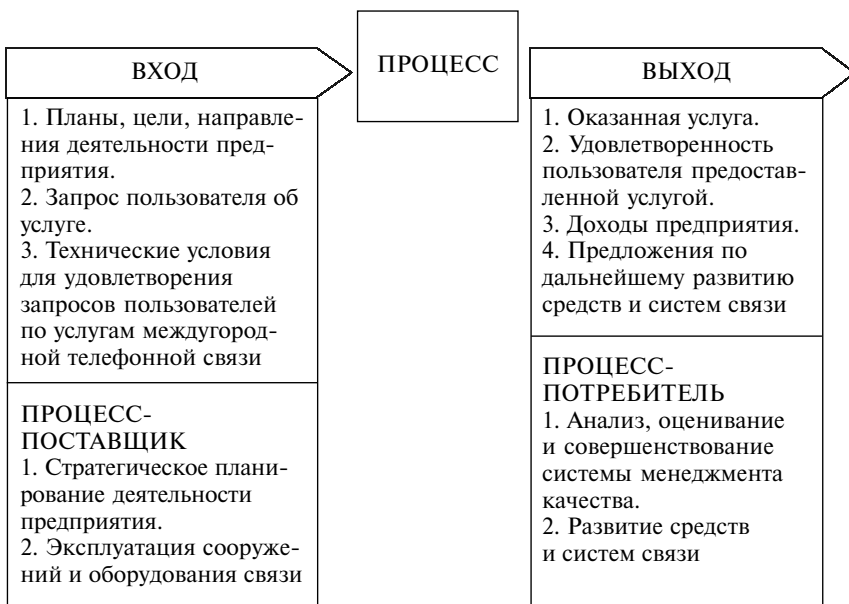 ВХОД
1. Планы, цели, направле-
ния деятельности пред-
приятия.
2. Запрос пользователя об
услуге.
3. Технические условия
для удовлетворения
запросов пользователей
по услугам междугород-
ной телефонной связи
ПРОЦЕСС-
ПОСТАВЩИК
1. Стратегическое плани-
рование деятельности
предприятия.
2. Эксплуатация сооруже-
ний и оборудования связи
ПРОЦЕСС
ВЫХОД
1. Оказанная услуга.
2. Удовлетворенность
пользователя предостав-
ленной услугой.
3. Доходы предприятия.
4. Предложения по
дальнейшему развитию
средств и систем связи
ПРОЦЕСС-
ПОТРЕБИТЕЛЬ
1. Анализ, оценивание
и совершенствование
системы менеджмента
качества.
2. Развитие средств
и систем связи